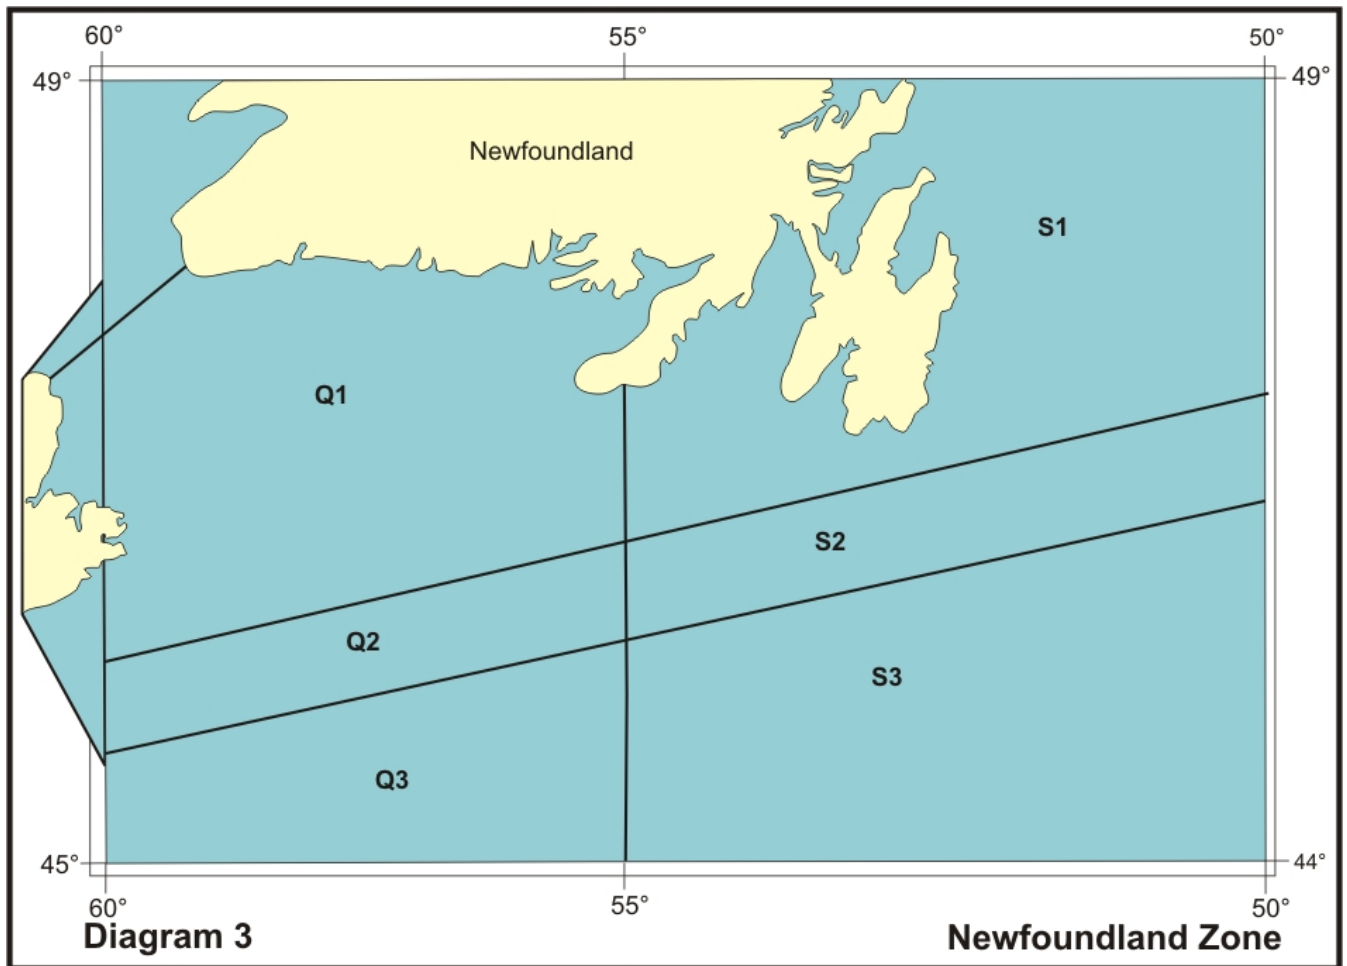 60° 55° 50°
49° 49°
Newfoundland
S1
Q1
S2
Q2
S3
Q3
45° 44°
60° 55° 50°
Diagram 3 Newfoundland Zone